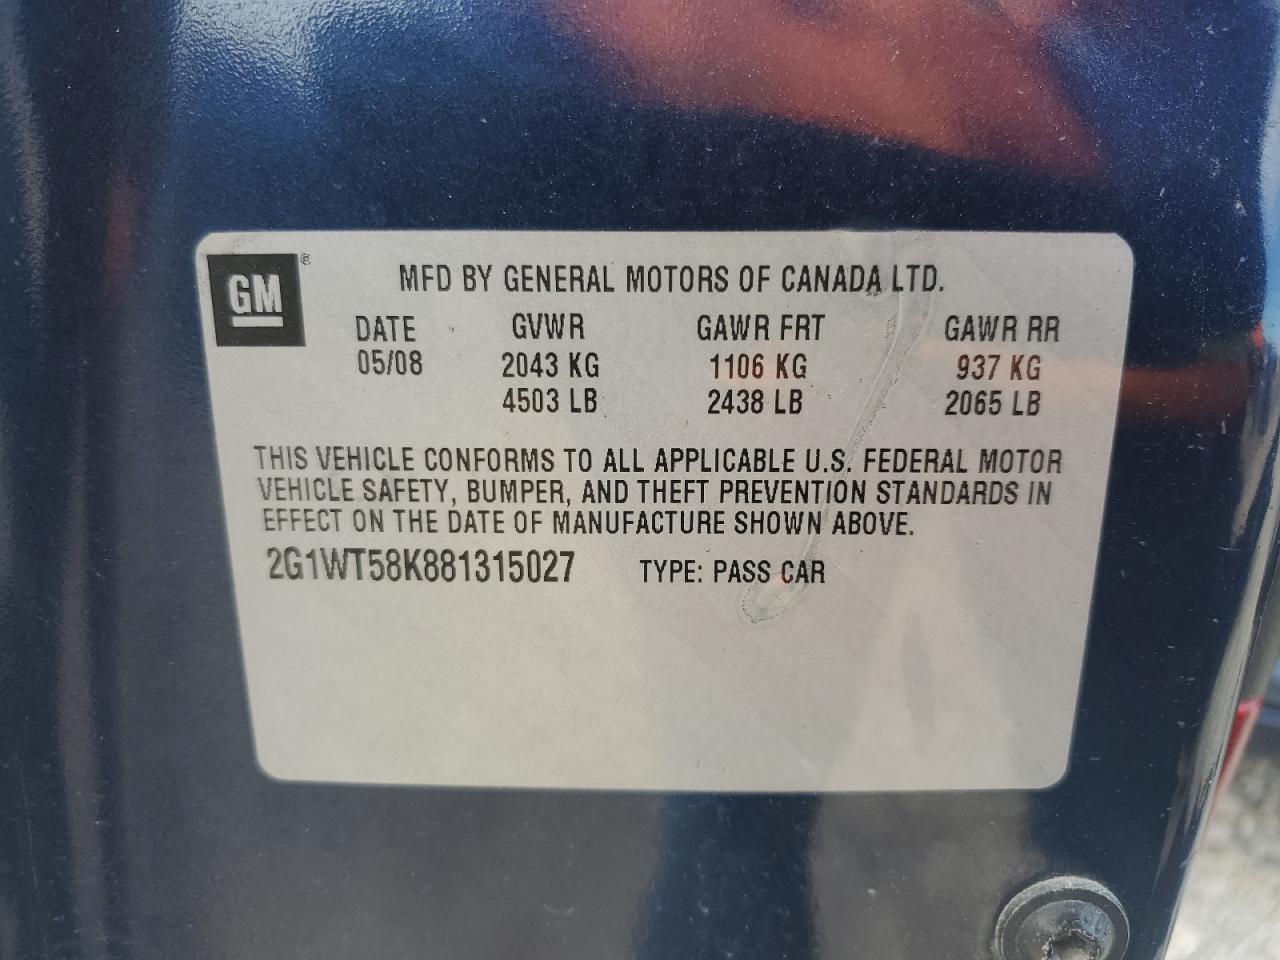 GM®
MFD BY GENERAL MOTORS OF CANADA LTD.
DATE GVWR GAWR FRT GAWR RR
05/08 2043 KG 1106 KG 937 KG
4503 LB 2438 LB 2065 LB
THIS VEHICLE CONFORMS TO ALL APPLICABLE U.S. FEDERAL MOTOR
VEHICLE SAFETY, BUMPER, AND THEFT PREVENTION STANDARDS IN
EFFECT ON THE DATE OF MANUFACTURE SHOWN ABOVE.
2G1WT58K881315027 TYPE: PASS CAR